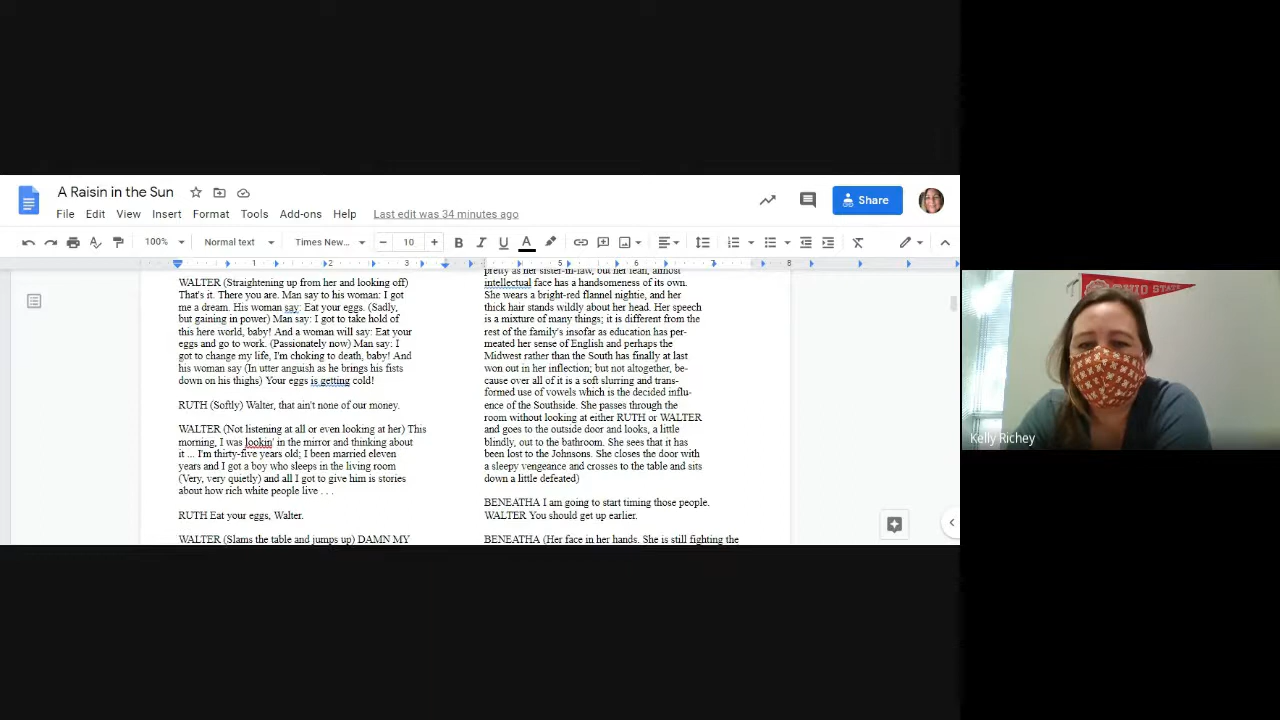 A Raisin in the Sun
File Edit View Insert Format Tools Add-ons Help Last edit was 34 minutes ago
Share
100% Normal text Times New... 10 B I U A
1 2 3 5 6 7 8
WALTER (Straightening up from her and looking off)
That's it. There you are. Man say to his woman: I got
me a dream. His woman say: Eat your eggs. (Sadly,
but gaining in power) Man say: I got to take hold of
this here world, baby! And a woman will say: Eat your
eggs and go to work. (Passionately now) Man say: I
got to change my life, I'm choking to death, baby! And
his woman say (In utter anguish as he brings his fists
down on his thighs) Your eggs is getting cold!
RUTH (Softly) Walter, that ain't none of our money.
WALTER (Not listening at all or even looking at her) This
morning, I was lookin' in the mirror and thinking about
it ... I'm thirty-five years old; I been married eleven
years and I got a boy who sleeps in the living room
(Very, very quietly) and all I got to give him is stories
about how rich white people live . . .
RUTH Eat your eggs, Walter.
WALTER (Slams the table and jumps up) DAMN MY
pretty as her sister-in-law, but her lean, almost
intellectual face has a handsomeness of its own.
She wears a bright-red flannel nightie, and her
thick hair stands wildly about her head. Her speech
is a mixture of many things; it is different from the
rest of the family's insofar as education has per-
meated her sense of English and perhaps the
Midwest rather than the South has finally at last
won out in her inflection; but not altogether, be-
cause over all of it is a soft slurring and trans-
formed use of vowels which is the decided influ-
ence of the Southside. She passes through the
room without looking at either RUTH or WALTER
and goes to the outside door and looks, a little
blindly, out to the bathroom. She sees that it has
been lost to the Johnsons. She closes the door with
a sleepy vengeance and crosses to the table and sits
down a little defeated)
BENEATHA I am going to start timing those people.
WALTER You should get up earlier.
BENEATHA (Her face in her hands. She is still fighting the
OHIO STATE
Kelly Richey